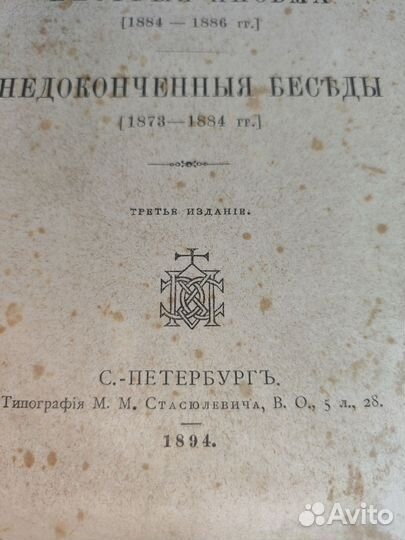 [1884 — 1886 гг.]
НЕДОКОНЧЕННЫЯ БЕСѢДЫ
[1873—1884 гг.]
ТРЕТЬЕ ИЗДАНІЕ.
С.-ПЕТЕРБУРГЪ.
Типографія М. М. Стасюлевича, В. О., 5 л., 28.
1894.
Avito